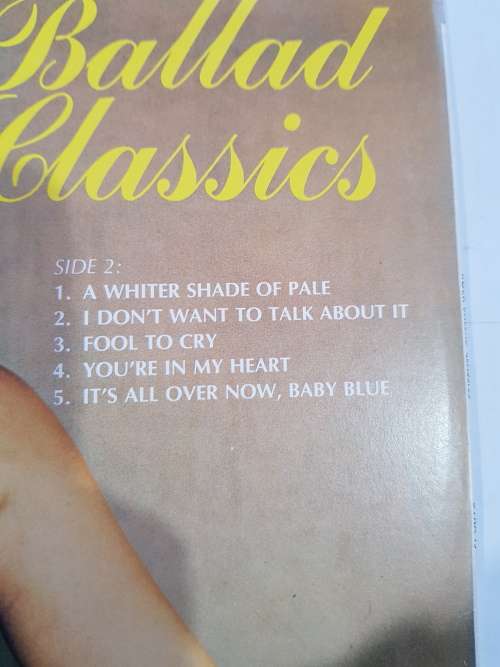 Ballad
Classics
SIDE 2:
1. A WHITER SHADE OF PALE
2. I DON'T WANT TO TALK ABOUT IT
3. FOOL TO CRY
4. YOU'RE IN MY HEART
5. IT'S ALL OVER NOW, BABY BLUE